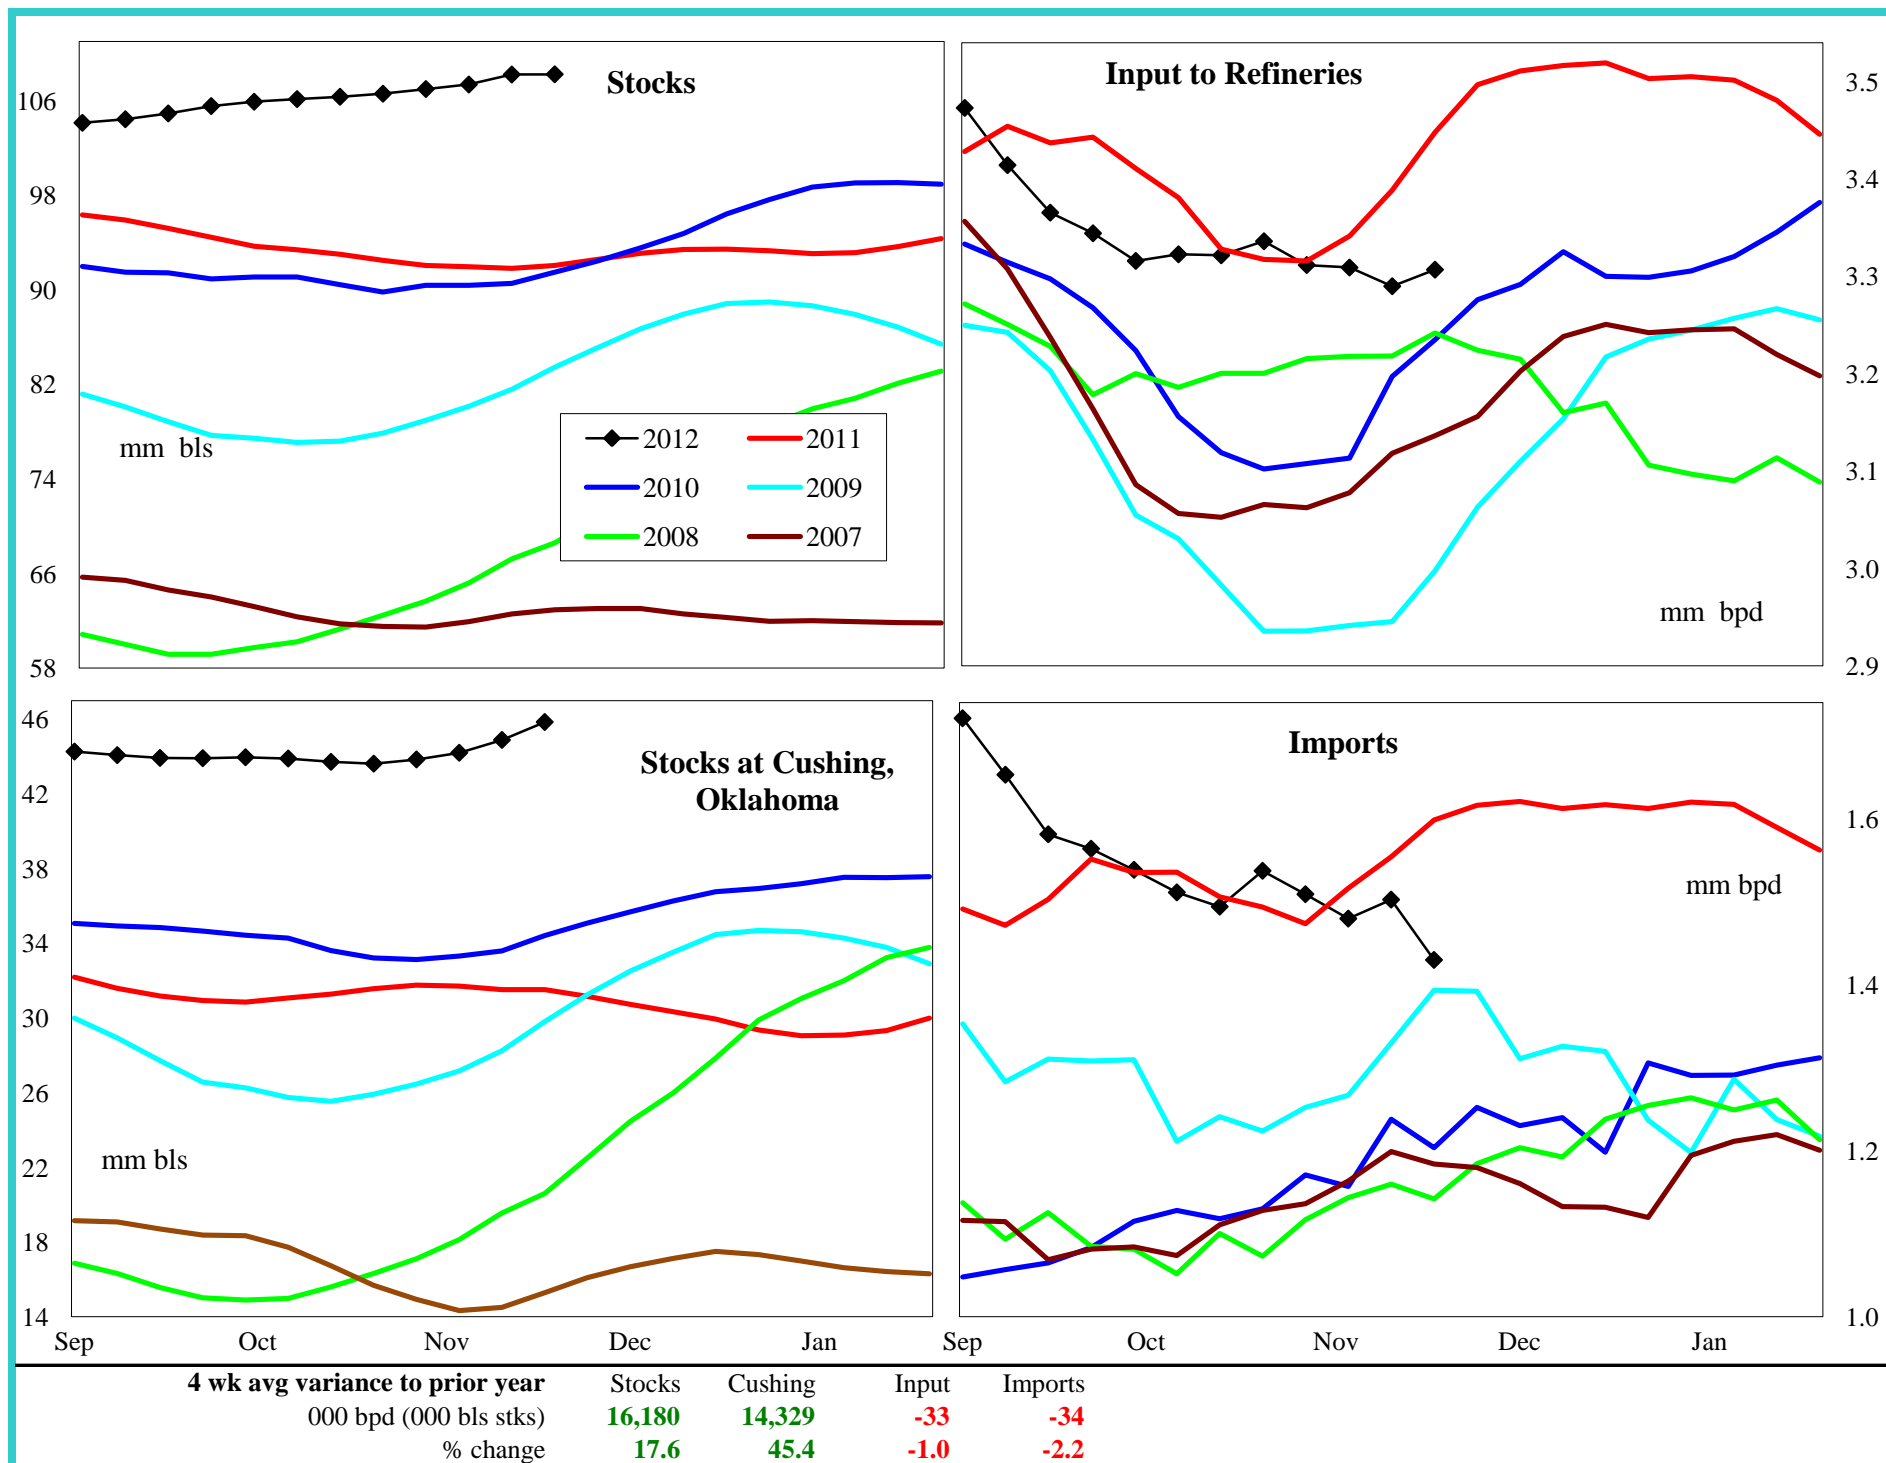 Stocks
106
98
90
82
74
66
58
mm bls
2012 2011
2010 2009
2008 2007
Input to Refineries
3.5
3.4
3.3
3.2
3.1
3.0
2.9
mm bpd
46
42
38
34
30
26
22
18
14
Stocks at Cushing,
Oklahoma
mm bls
Sep Oct Nov Dec Jan
Imports
1.6
1.4
1.2
1.0
mm bpd
Sep Oct Nov Dec Jan
4 wk avg variance to prior year Stocks Cushing Input Imports
000 bpd (000 bls stks) 16,180 14,329 -33 -34
% change 17.6 45.4 -1.0 -2.2